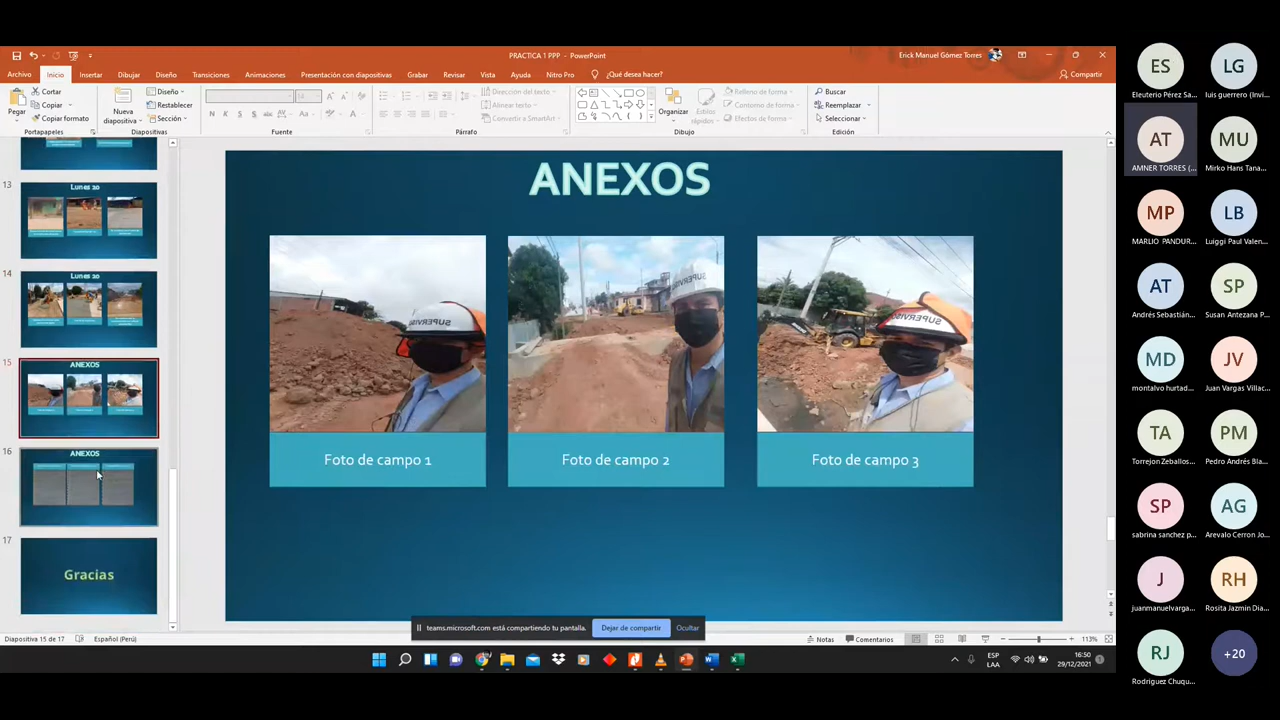 PRACTICA 1 PPP - PowerPoint
Erick Manuel Gómez Torres
Archivo Inicio Insertar Dibujar Diseño Transiciones Animaciones Presentación con diapositivas Grabar Revisar Vista Ayuda Nitro Pro ¿Qué desea hacer? Compartir
Pegar
Cortar
Copiar
Copiar formato
Portapapeles
Nueva
diapositiva
Diseño
Restablecer
Sección
Diapositivas
Fuente
Dirección del texto
Alinear texto
Convertir a SmartArt
Párrafo
Organizar
Estilos
rápidos
Relleno de forma
Contorno de forma
Efectos de forma
Dibujo
Buscar
Reemplazar
Seleccionar
Edición
13
Lunes 20
14
Lunes 20
15
ANEXOS
16
ANEXOS
17
Gracias
ANEXOS
SUPERVISO
SUPERVISO
SUPERVISO
Foto de campo 1
Foto de campo 2
Foto de campo 3
teams.microsoft.com está compartiendo tu pantalla.
Dejar de compartir
Ocultar
Diapositiva 15 de 17
Español (Perú)
Notas
Comentarios
113%
ESP
LAA
16:50
29/12/2021
1
ES
Eleuterio Pérez Sa...
LG
luis guerrero (Invi...
AT
AMNER TORRES (...
MU
Mirko Hans Tana...
MP
MARLIO PANDUR...
LB
Luiggi Paul Valen...
AT
Andrés Sebastián...
SP
Susan Antezana P...
MD
montalvo hurtad...
JV
Juan Vargas Villac...
TA
Torrejon Zeballos...
PM
Pedro Andrés Bla...
SP
sabrina sanchez p...
AG
Arevalo Cerron Jo...
J
juanmanuelvarga...
RH
Rosita Jazmin Dia...
RJ
Rodriguez Chuqu...
+20